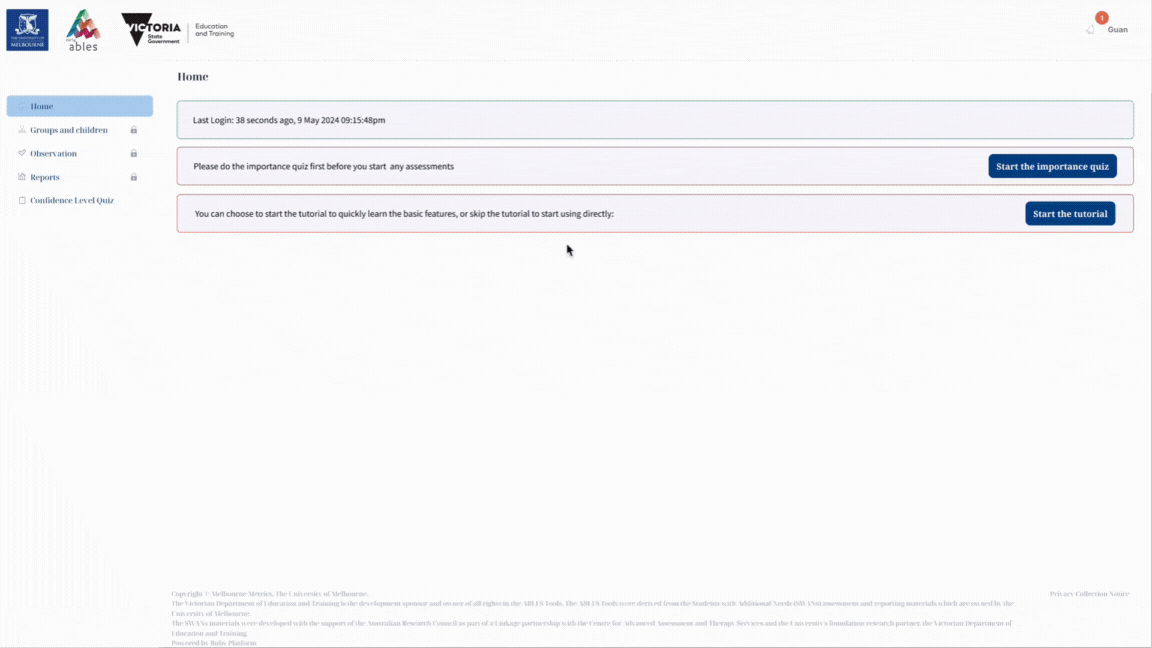 THE UNIVERSITY OF
MELBOURNE
early
ables
VICTORIA
State
Government
Education
and Training
1
Guan
Home
Home
Groups and children
Observation
Reports
Confidence Level Quiz
Last Login: 38 seconds ago, 9 May 2024 09:15:48pm
Please do the importance quiz first before you start any assessments
Start the importance quiz
You can choose to start the tutorial to quickly learn the basic features, or skip the tutorial to start using directly:
Start the tutorial
Copyright © Melbourne Metrics, The University of Melbourne.
Privacy Collection Notice
The Victorian Department of Education and Training is the development sponsor and owner of all rights in the ABLES Tools. The ABLES Tools were derived from the Students with Additional Needs (SWANs) assessment and reporting materials which are owned by the
University of Melbourne.
The SWANs materials were developed with the support of the Australian Research Council as part of a Linkage partnership with the Centre for Advanced Assessment and Therapy Services and the University's foundation research partner, the Victorian Department of
Education and Training.
Powered by Ruby Platform